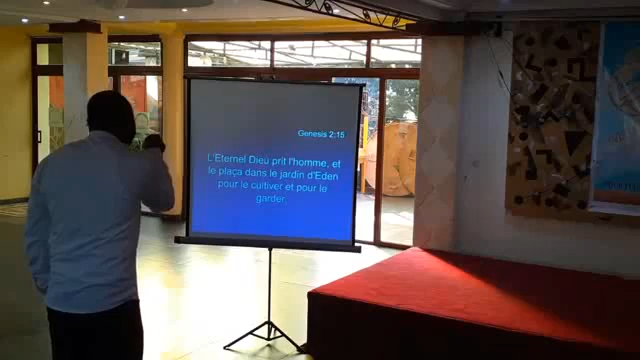 Genesis 2:15
L'Eternel Dieu prit l'homme, et
le plaça dans le jardin d'Eden
pour le cultiver et pour le
garder.